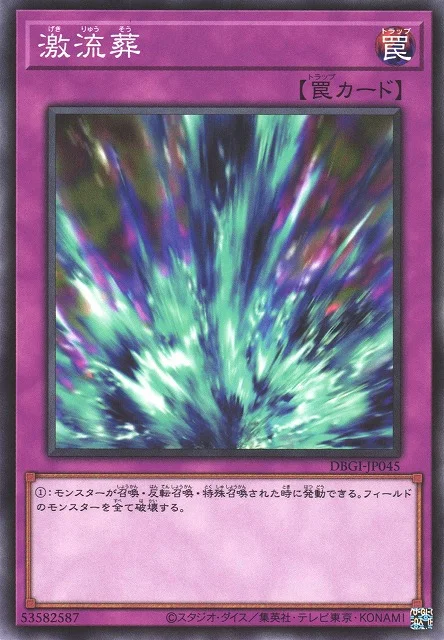 激流葬
罠
【罠カード】
DBGI-JP045
①：モンスターが召喚・反転召喚・特殊召喚された時に発動できる。フィールド
のモンスターを全て破壊する。
53582587
©スタジオ・ダイス／集英社・テレビ東京・KONAMI